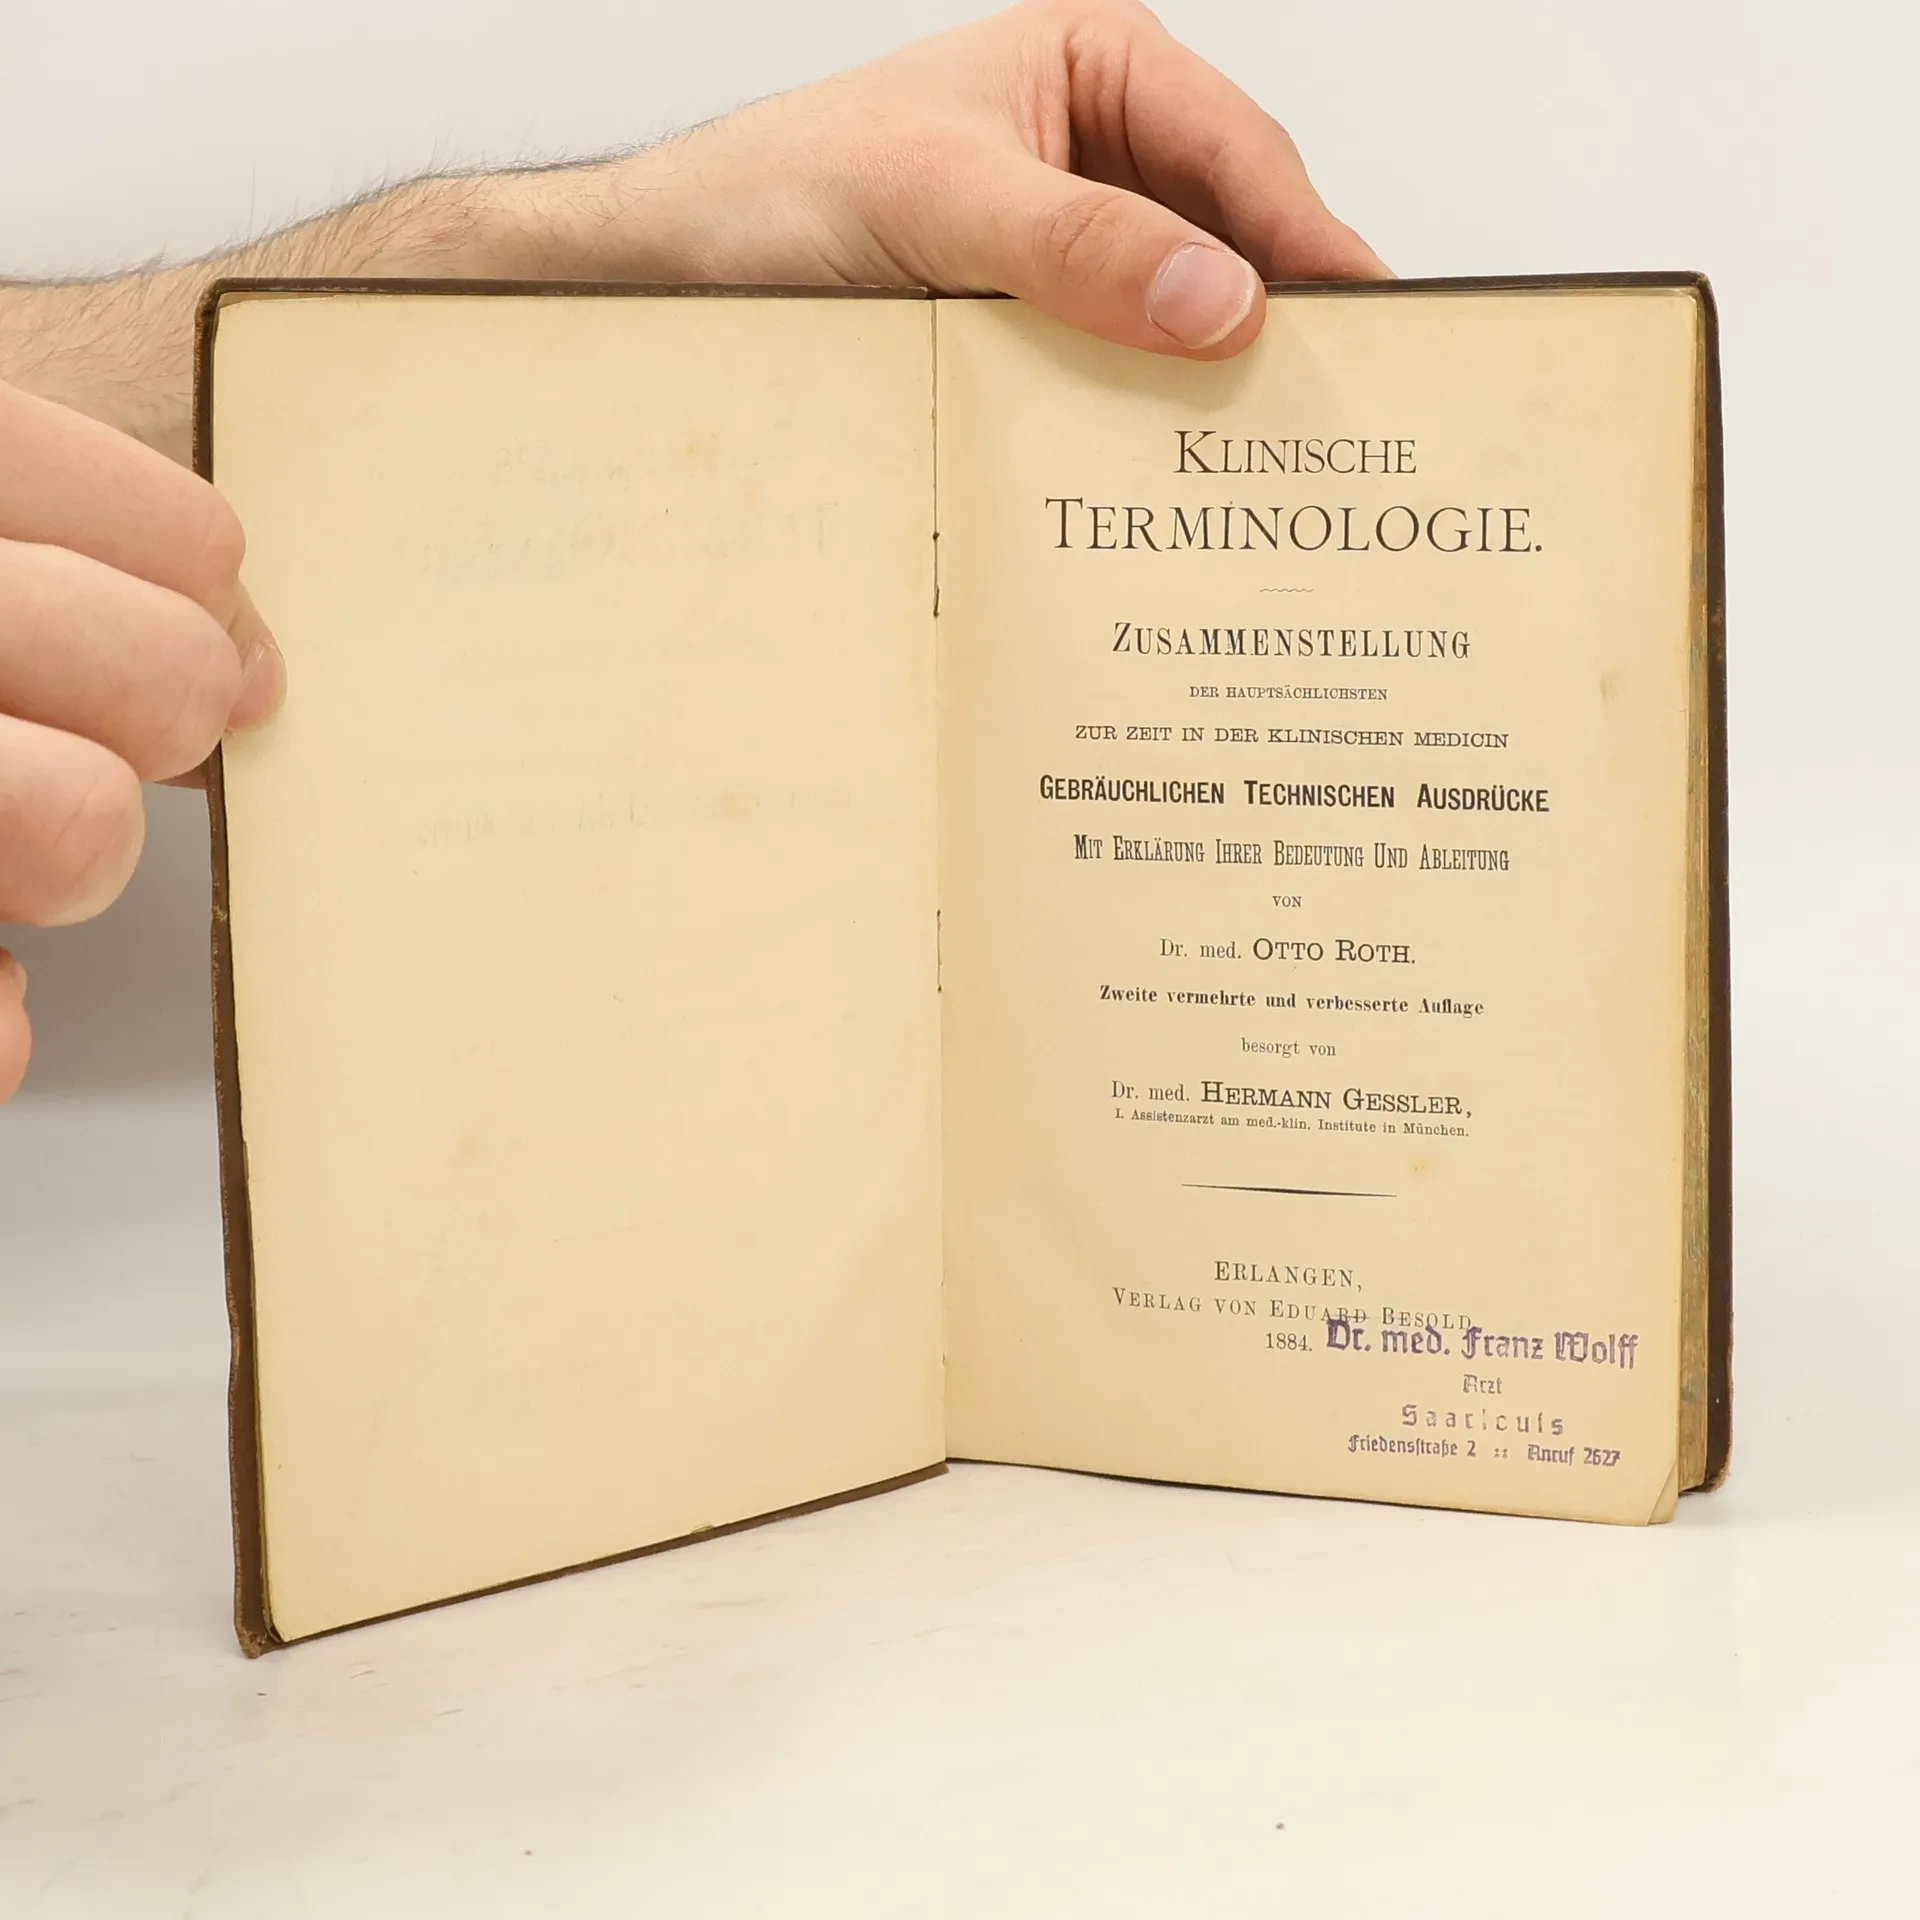 KLINISCHE
TERMINOLOGIE.
ZUSAMMENSTELLUNG
DER HAUPTSÄCHLICHSTEN
ZUR ZEIT IN DER KLINISCHEN MEDICIN
GEBRÄUCHLICHEN TECHNISCHEN AUSDRÜCKE
MIT ERKLÄRUNG IHRER BEDEUTUNG UND ABLEITUNG
VON
Dr. med. OTTO ROTH.
Zweite vermehrte und verbesserte Auflage
besorgt von
Dr. med. HERMANN GESSLER,
I. Assistenzarzt am med.-klin. Institute in München.
ERLANGEN,
VERLAG VON EDUARD BESOLD
1884.
Dr. med. Franz Wolff
Arzt
Saarlouis
Friedensstraße 2 :: Anruf 2627